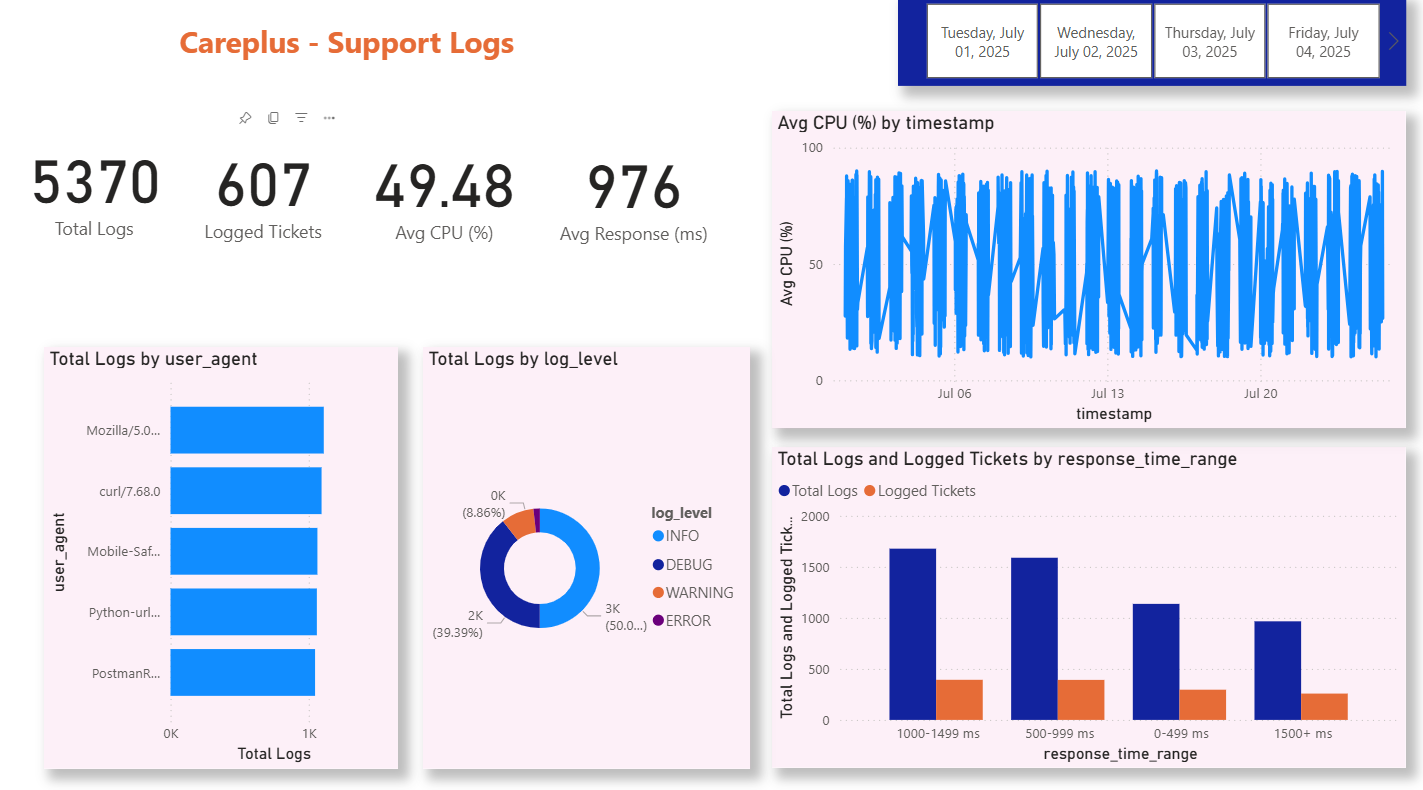 Careplus - Support Logs
Tuesday, July
01, 2025
Wednesday,
July 02, 2025
Thursday, July
03, 2025
Friday, July
04, 2025
5370
Total Logs
607
Logged Tickets
49.48
Avg CPU (%)
976
Avg Response (ms)
Avg CPU (%) by timestamp
Avg CPU (%)
100
50
0
Jul 06
Jul 13
Jul 20
timestamp
Total Logs by user_agent
user_agent
Mozilla/5.0...
curl/7.68.0
Mobile-Saf...
Python-url...
PostmanR...
0K
1K
Total Logs
Total Logs by log_level
0K
(8.86%)
2K
(39.39%)
3K
(50.0...)
log_level
INFO
DEBUG
WARNING
ERROR
Total Logs and Logged Tickets by response_time_range
Total Logs
Logged Tickets
Total Logs and Logged Tick...
2000
1500
1000
500
0
1000-1499 ms
500-999 ms
0-499 ms
1500+ ms
response_time_range